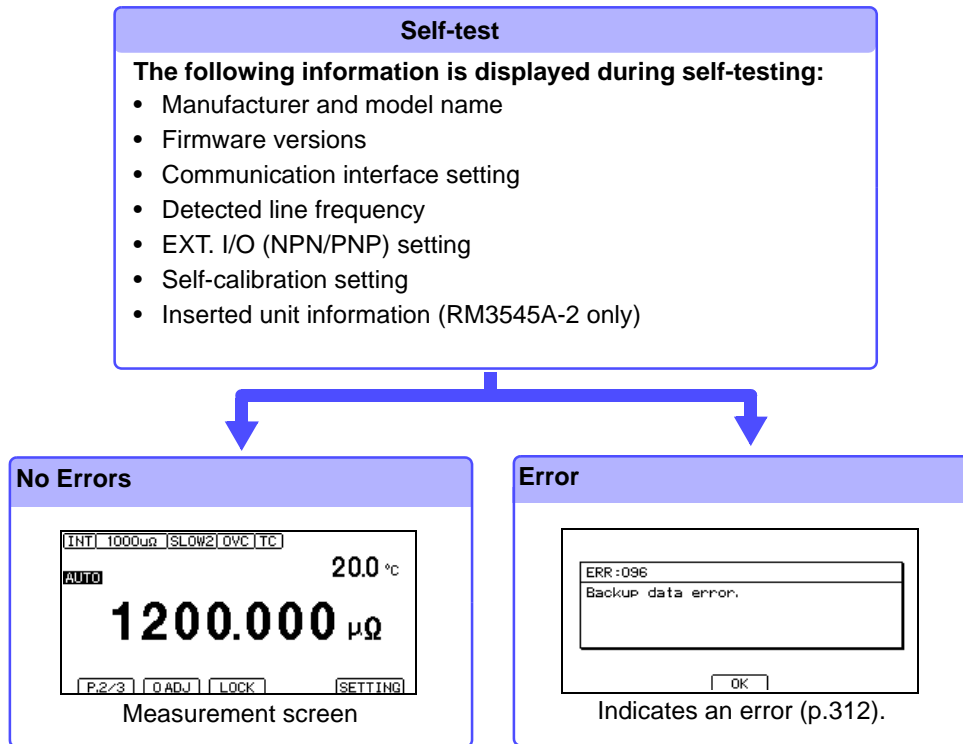 Self-test
The following information is displayed during self-testing:
• Manufacturer and model name
• Firmware versions
• Communication interface setting
• Detected line frequency
• EXT. I/O (NPN/PNP) setting
• Self-calibration setting
• Inserted unit information (RM3545A-2 only)
No Errors
INT 1000uΩ SLOW2 OVC TC
AUTO 20.0 °C
1200.000 μΩ
P.2/3 0 ADJ LOCK SETTING
Measurement screen
Error
ERR:096
Backup data error.
OK
Indicates an error (p.312).